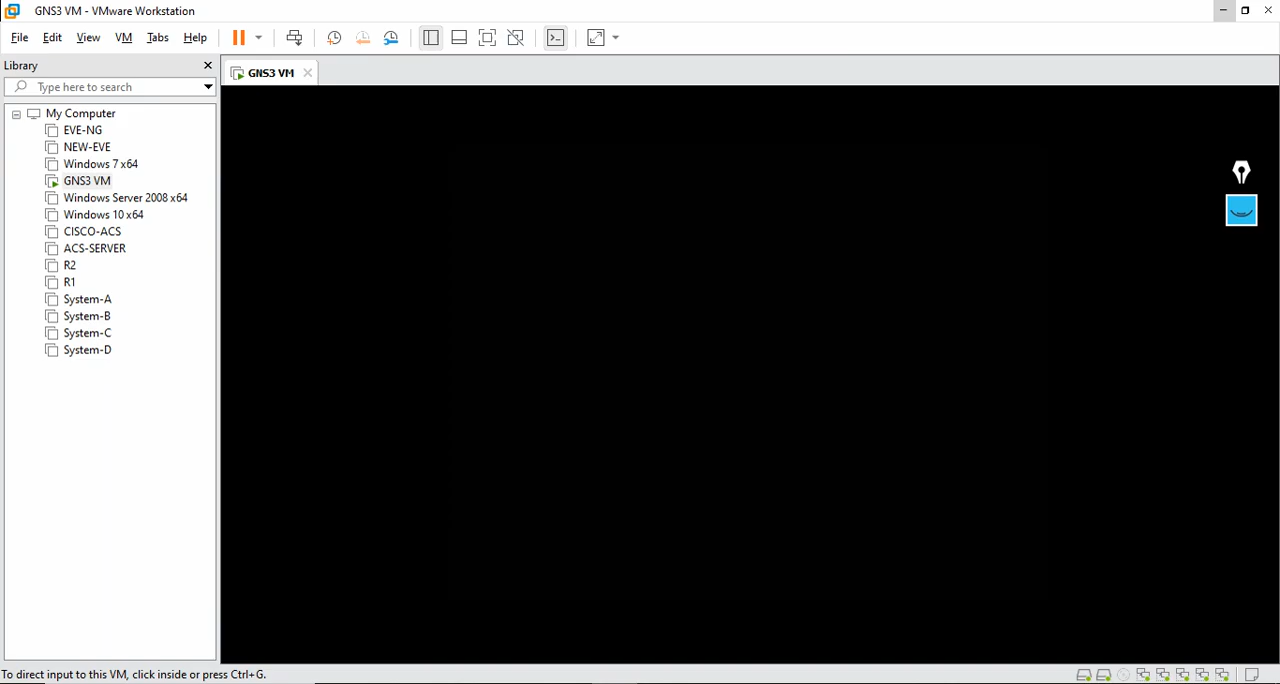 GNS3 VM - VMware Workstation
File Edit View VM Tabs Help
Library
Type here to search
GNS3 VM
My Computer
EVE-NG
NEW-EVE
Windows 7 x64
GNS3 VM
Windows Server 2008 x64
Windows 10 x64
CISCO-ACS
ACS-SERVER
R2
R1
System-A
System-B
System-C
System-D
To direct input to this VM, click inside or press Ctrl+G.